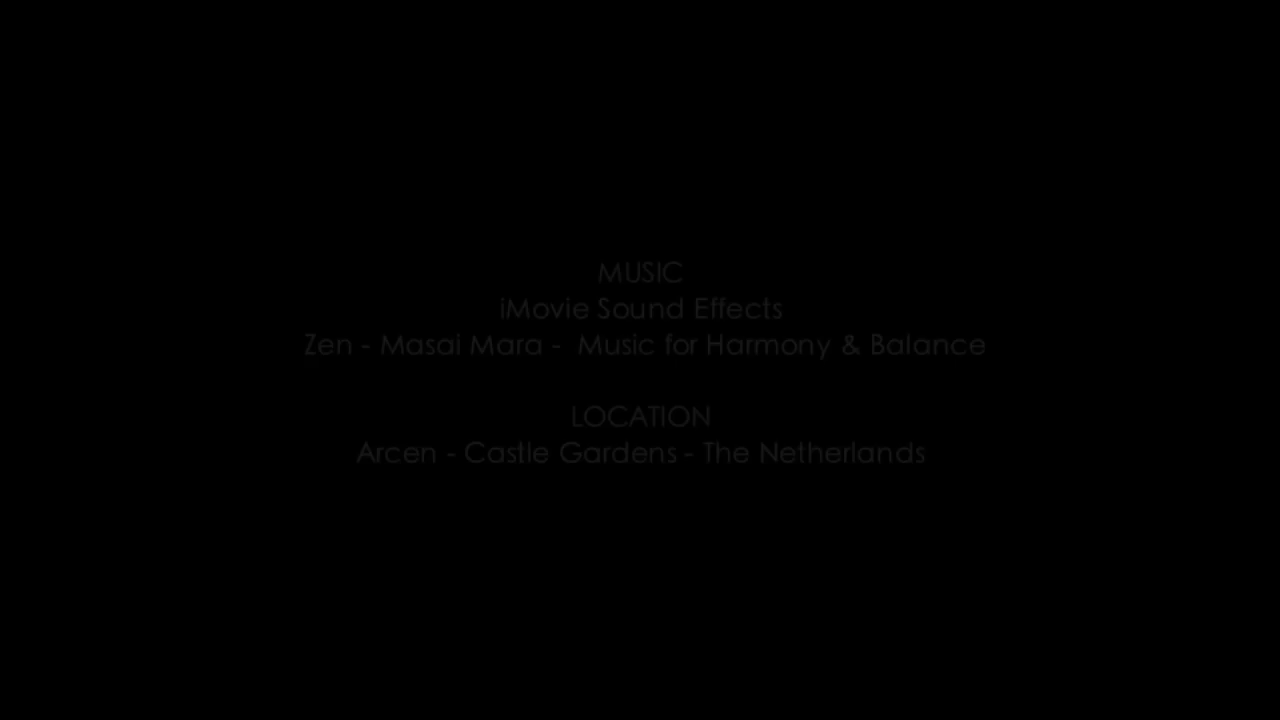 MUSIC
iMovie Sound Effects
Zen - Masai Mara - Music for Harmony & Balance
LOCATION
Arcen - Castle Gardens - The Netherlands